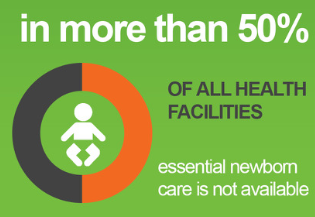 in more than 50%
OF ALL HEALTH
FACILITIES
essential newborn
care is not available